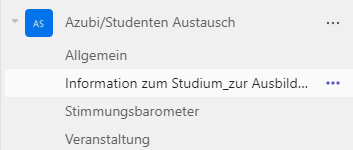 AS Azubi/Studenten Austausch ...
Allgemein
Information zum Studium_zur Ausbild... ...
Stimmungsbarometer
Veranstaltung